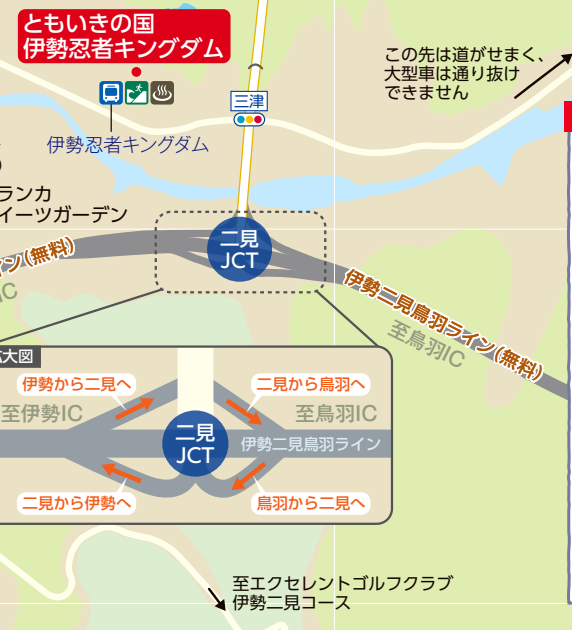 ともいきの国
伊勢忍者キングダム
この先は道がせまく、
大型車は通り抜け
できません
三津
伊勢忍者キングダム
ランカ
イーツガーデン
二見
JCT
イン(無料)
IC
伊勢二見鳥羽ライン(無料)
至鳥羽IC
拡大図
伊勢から二見へ
二見から鳥羽へ
至伊勢IC
至鳥羽IC
二見
JCT
伊勢二見鳥羽ライン
二見から伊勢へ
鳥羽から二見へ
至エクセレントゴルフクラブ
伊勢二見コース